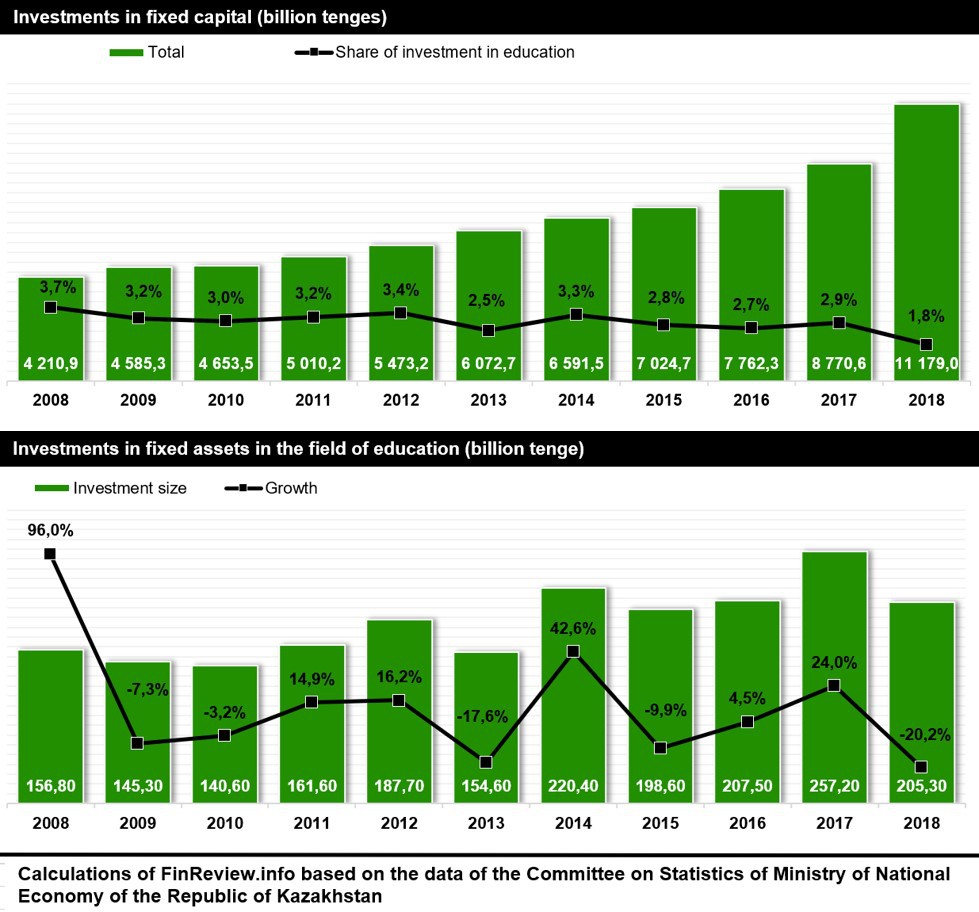 Investments in fixed capital (billion tenges)
Total Share of investment in education
3,7% 3,2% 3,0% 3,2% 3,4% 2,5% 3,3% 2,8% 2,7% 2,9% 1,8%
4 210,9 4 585,3 4 653,5 5 010,2 5 473,2 6 072,7 6 591,5 7 024,7 7 762,3 8 770,6 11 179,0
2008 2009 2010 2011 2012 2013 2014 2015 2016 2017 2018
Investments in fixed assets in the field of education (billion tenge)
Investment size Growth
96,0% -7,3% -3,2% 14,9% 16,2% -17,6% 42,6% -9,9% 4,5% 24,0% -20,2%
156,80 145,30 140,60 161,60 187,70 154,60 220,40 198,60 207,50 257,20 205,30
2008 2009 2010 2011 2012 2013 2014 2015 2016 2017 2018
Calculations of FinReview.info based on the data of the Committee on Statistics of Ministry of National
Economy of the Republic of Kazakhstan